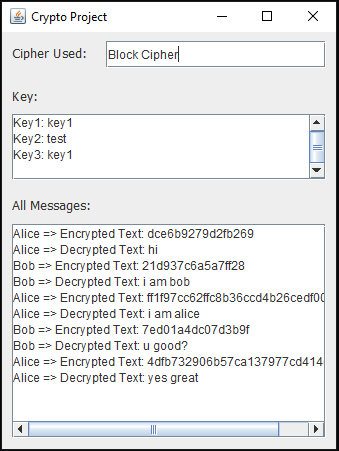 Crypto Project
Cipher Used: Block Cipher
Key:
Key1: key1
Key2: test
Key3: key1
All Messages:
Alice => Encrypted Text: dce6b9279d2fb269
Alice => Decrypted Text: hi
Bob => Encrypted Text: 21d937c6a5a7ff28
Bob => Decrypted Text: i am bob
Alice => Encrypted Text: ff1f97cc62ffc8b36ccd4b26cedf00
Alice => Decrypted Text: i am alice
Bob => Encrypted Text: 7ed01a4dc07d3b9f
Bob => Decrypted Text: u good?
Alice => Encrypted Text: 4dfb732906b57ca137977cd414
Alice => Decrypted Text: yes great